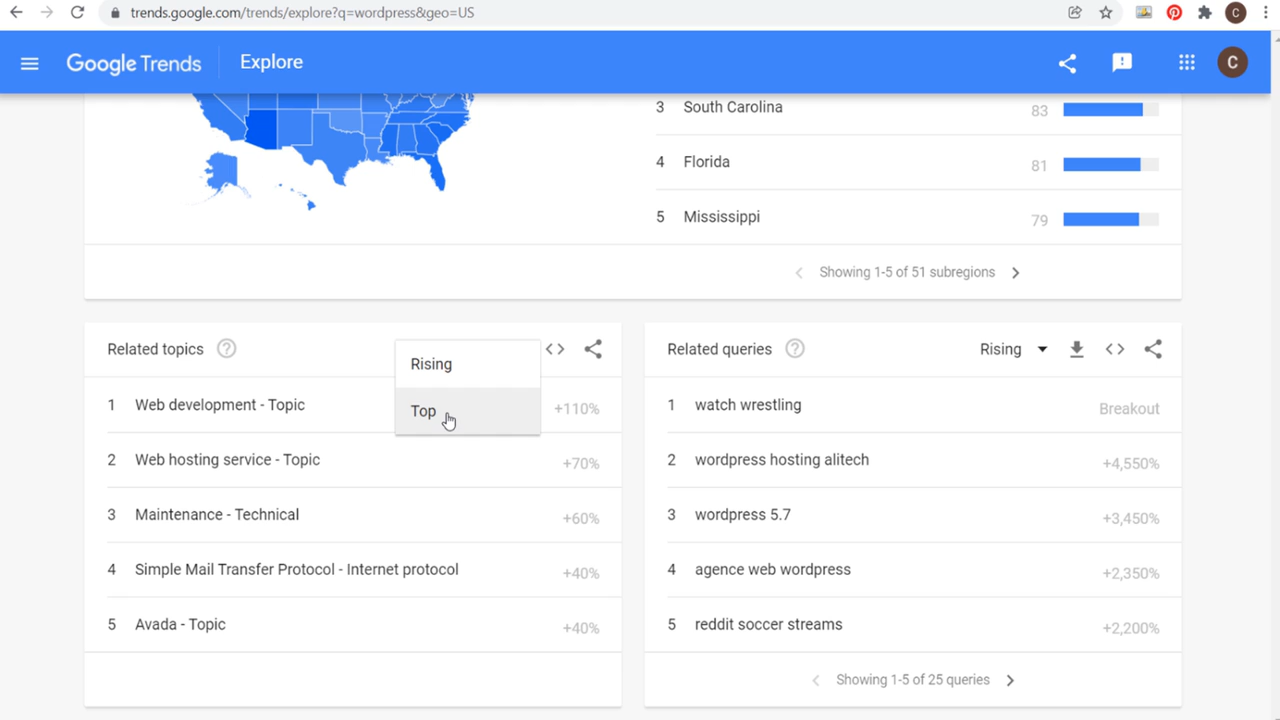 trends.google.com/trends/explore?q=wordpress&geo=US
C
Google Trends
Explore
C
3 South Carolina 83
4 Florida 81
5 Mississippi 79
Showing 1-5 of 51 subregions
Related topics ?
Rising
Top
1 Web development - Topic +110%
2 Web hosting service - Topic +70%
3 Maintenance - Technical +60%
4 Simple Mail Transfer Protocol - Internet protocol +40%
5 Avada - Topic +40%
Related queries ? Rising
1 watch wrestling Breakout
2 wordpress hosting alitech +4,550%
3 wordpress 5.7 +3,450%
4 agence web wordpress +2,350%
5 reddit soccer streams +2,200%
Showing 1-5 of 25 queries